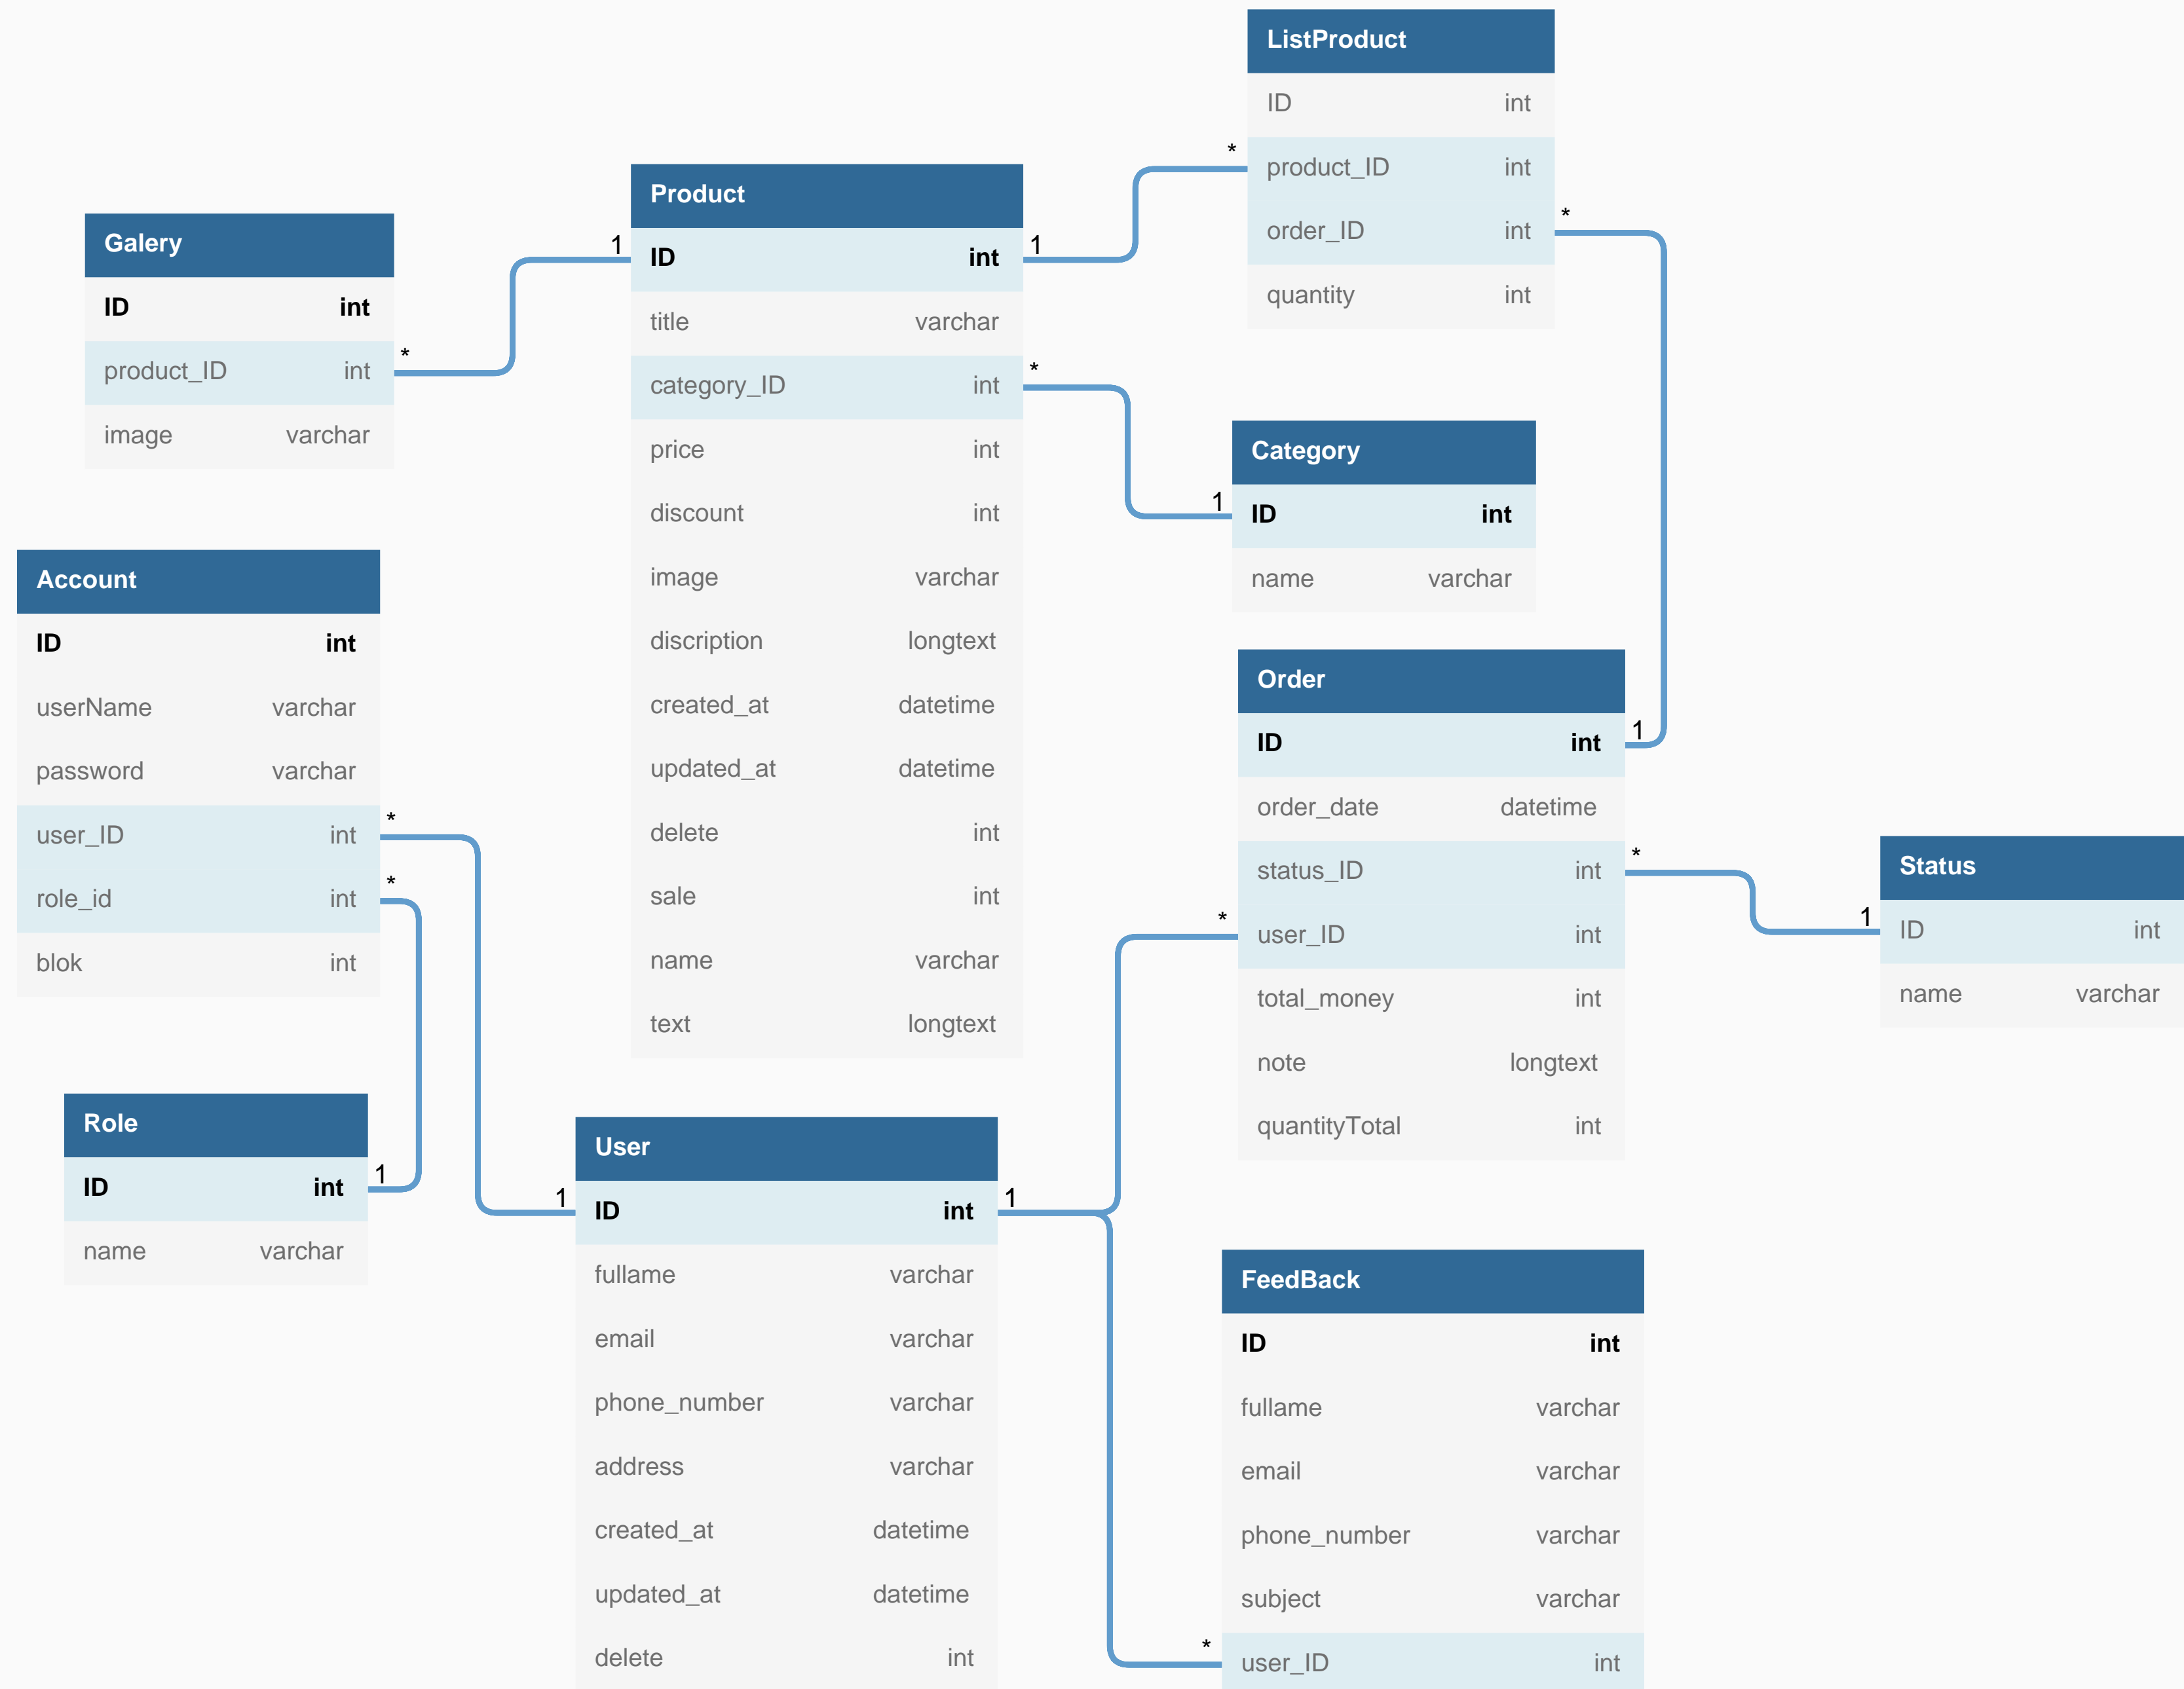 ListProduct
ID int
product_ID int
order_ID int
quantity int
*
*
Product
1 ID int 1
title varchar
category_ID int *
price int
discount int
image varchar
discription longtext
created_at datetime
updated_at datetime
delete int
sale int
name varchar
text longtext
Galery
ID int
product_ID int *
image varchar
Category
1 ID int
name varchar
Account
ID int
userName varchar
password varchar
user_ID int *
role_id int *
blok int
Order
ID int 1
order_date datetime
status_ID int *
* user_ID int
total_money int
note longtext
quantityTotal int
Status
1 ID int
name varchar
Role
ID int 1
name varchar
User
1 ID int 1
fullame varchar
email varchar
phone_number varchar
address varchar
created_at datetime
updated_at datetime
delete int
FeedBack
ID int
fullame varchar
email varchar
phone_number varchar
subject varchar
* user_ID int